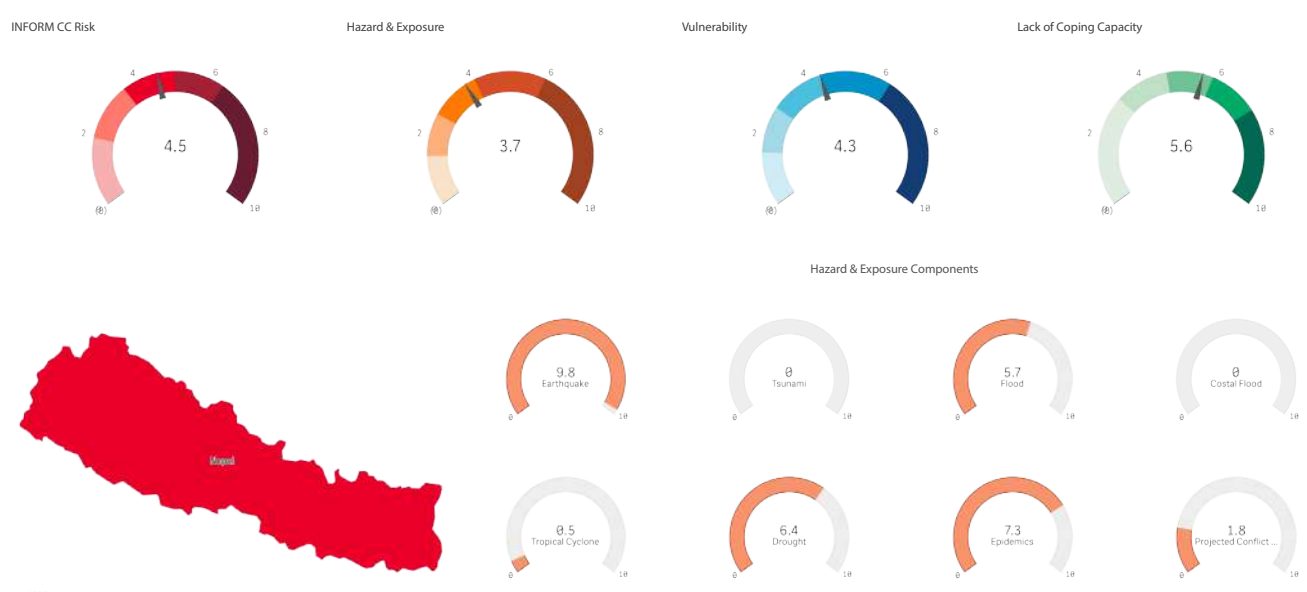 INFORM CC Risk
Hazard & Exposure
Vulnerability
Lack of Coping Capacity
4 6
4 6
4 6
4 6
2 8
2 8
2 8
2 8
4.5
3.7
4.3
5.6
10
10
10
10
Hazard & Exposure Components
9.8
Earthquake
0 10
0
Tsunami
0 10
5.7
Flood
0 10
0
Costal Flood
0 10
Nepal
0.5
Tropical Cyclone
0 10
6.4
Drought
0 10
7.3
Epidemics
0 10
1.8
Projected Conflict ...
0 10